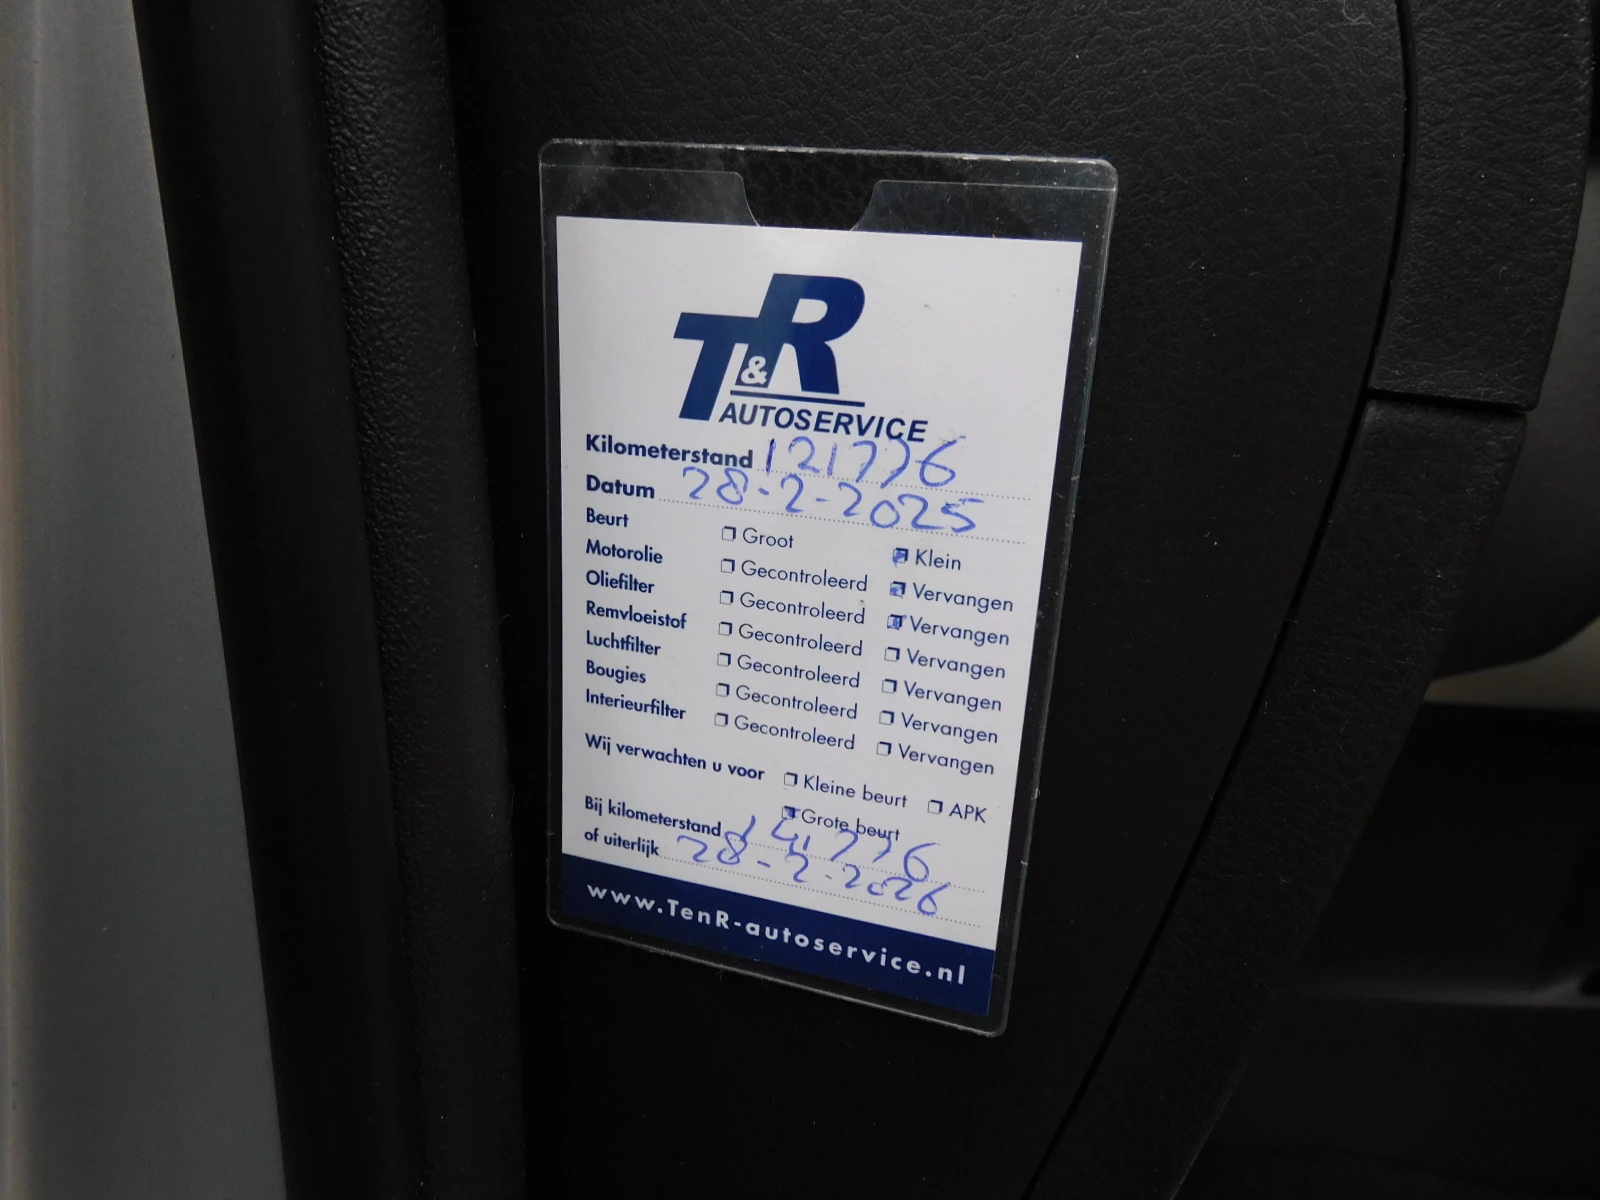 T&R
AUTOSERVICE
Kilometerstand 121776
Datum 28-2-2025
Beurt Groot Klein
Motorolie Gecontroleerd Vervangen
Oliefilter Gecontroleerd Vervangen
Remvloeistof Gecontroleerd Vervangen
Luchtfilter Gecontroleerd Vervangen
Bougies Gecontroleerd Vervangen
Interieurfilter Gecontroleerd Vervangen
Wij verwachten u voor Kleine beurt APK
Grote beurt
Bij kilometerstand
of uiterlijk 28-2-2026
www.TenR-autoservice.nl